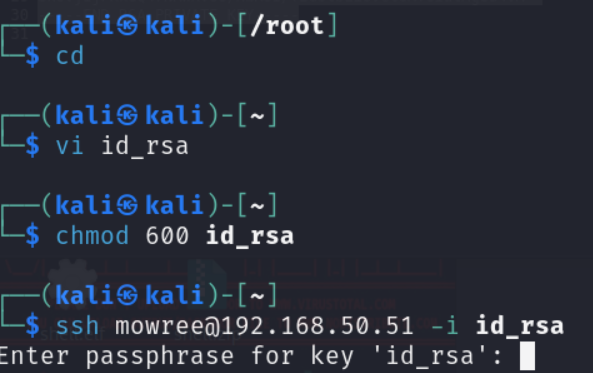 ┌──(kali㉿kali)-[/root]
└─$ cd
┌──(kali㉿kali)-[~]
└─$ vi id_rsa
┌──(kali㉿kali)-[~]
└─$ chmod 600 id_rsa
┌──(kali㉿kali)-[~]
└─$ ssh mowree@192.168.50.51 -i id_rsa
Enter passphrase for key 'id_rsa':